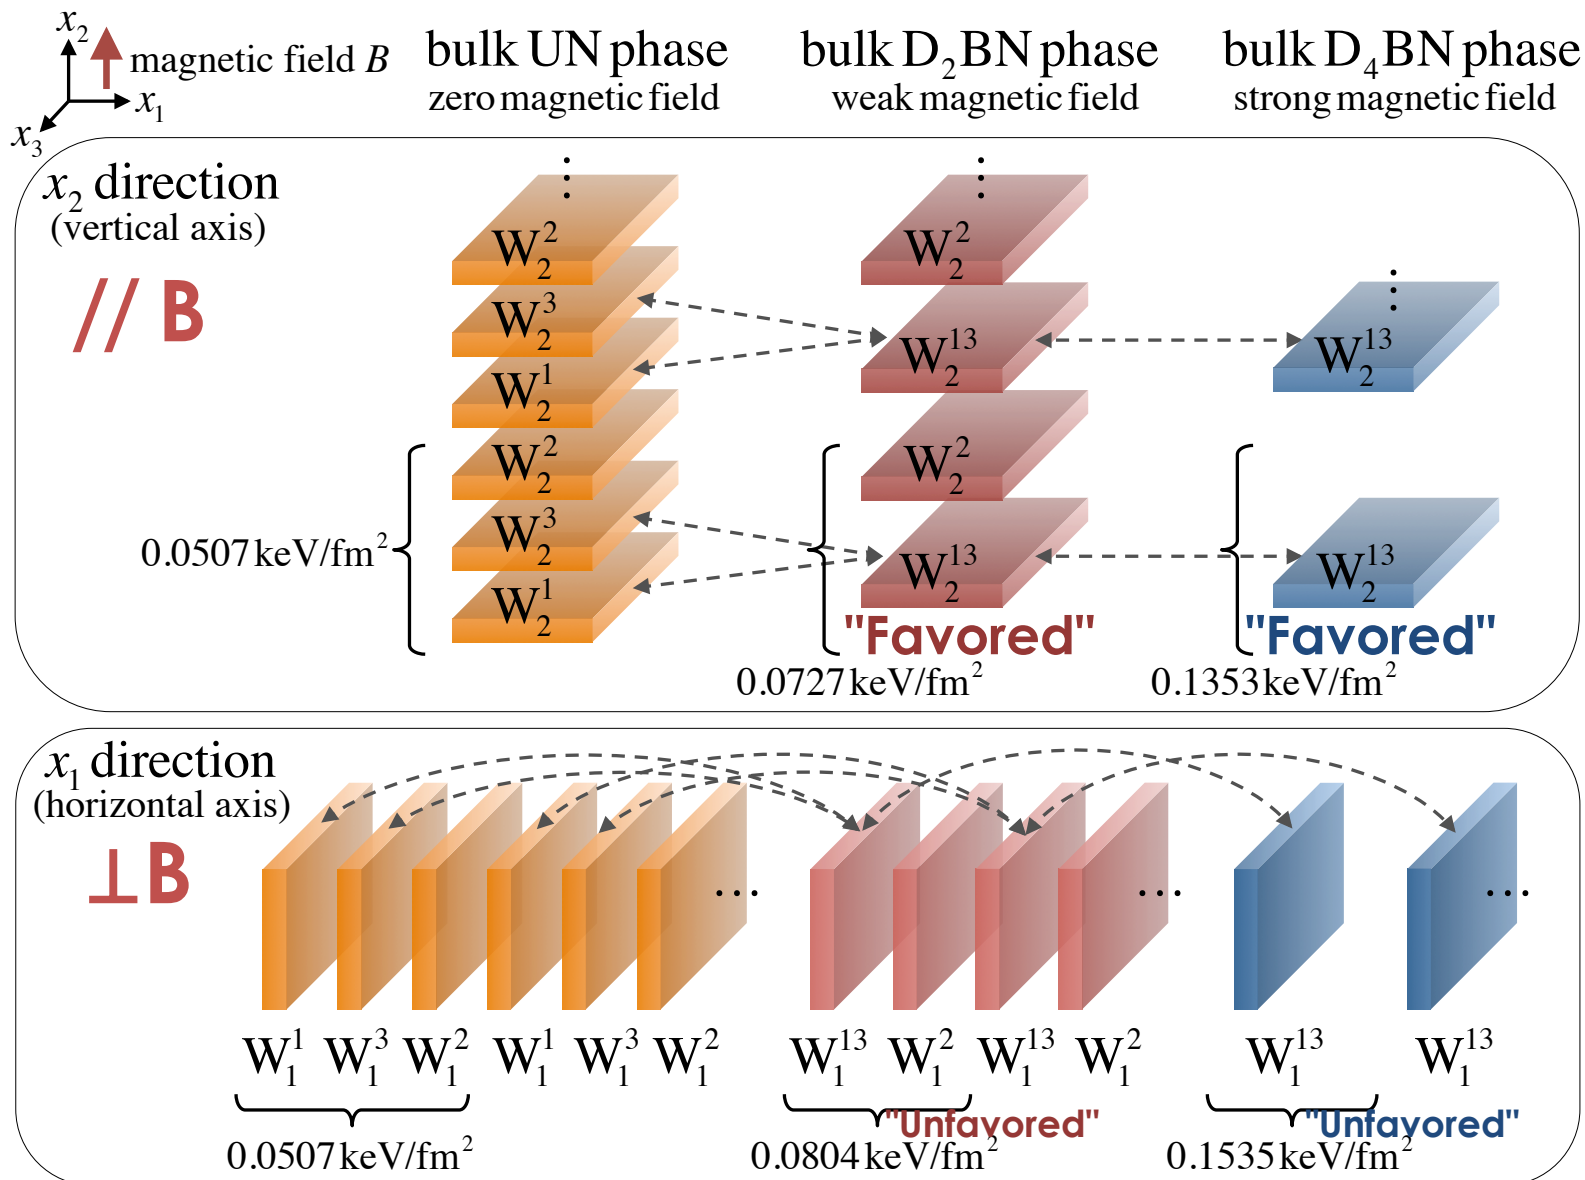 x₂
magnetic field B
x₁
x₃
bulk UN phase
zero magnetic field
bulk D₂BN phase
weak magnetic field
bulk D₄BN phase
strong magnetic field
x₂ direction
(vertical axis)
// B
W₂²
W₂³
W₂¹
W₂²
W₂³
W₂¹
0.0507 keV/fm²
W₂²
W₂¹³
W₂²
W₂¹³
"Favored"
0.0727 keV/fm²
W₂¹³
W₂¹³
"Favored"
0.1353 keV/fm²
x₁ direction
(horizontal axis)
⊥B
...
...
...
W₁¹ W₁³ W₁² W₁¹ W₁³ W₁²
0.0507 keV/fm²
W₁¹³ W₁² W₁¹³ W₁²
"Unfavored"
0.0804 keV/fm²
W₁¹³ W₁¹³
"Unfavored"
0.1535 keV/fm²